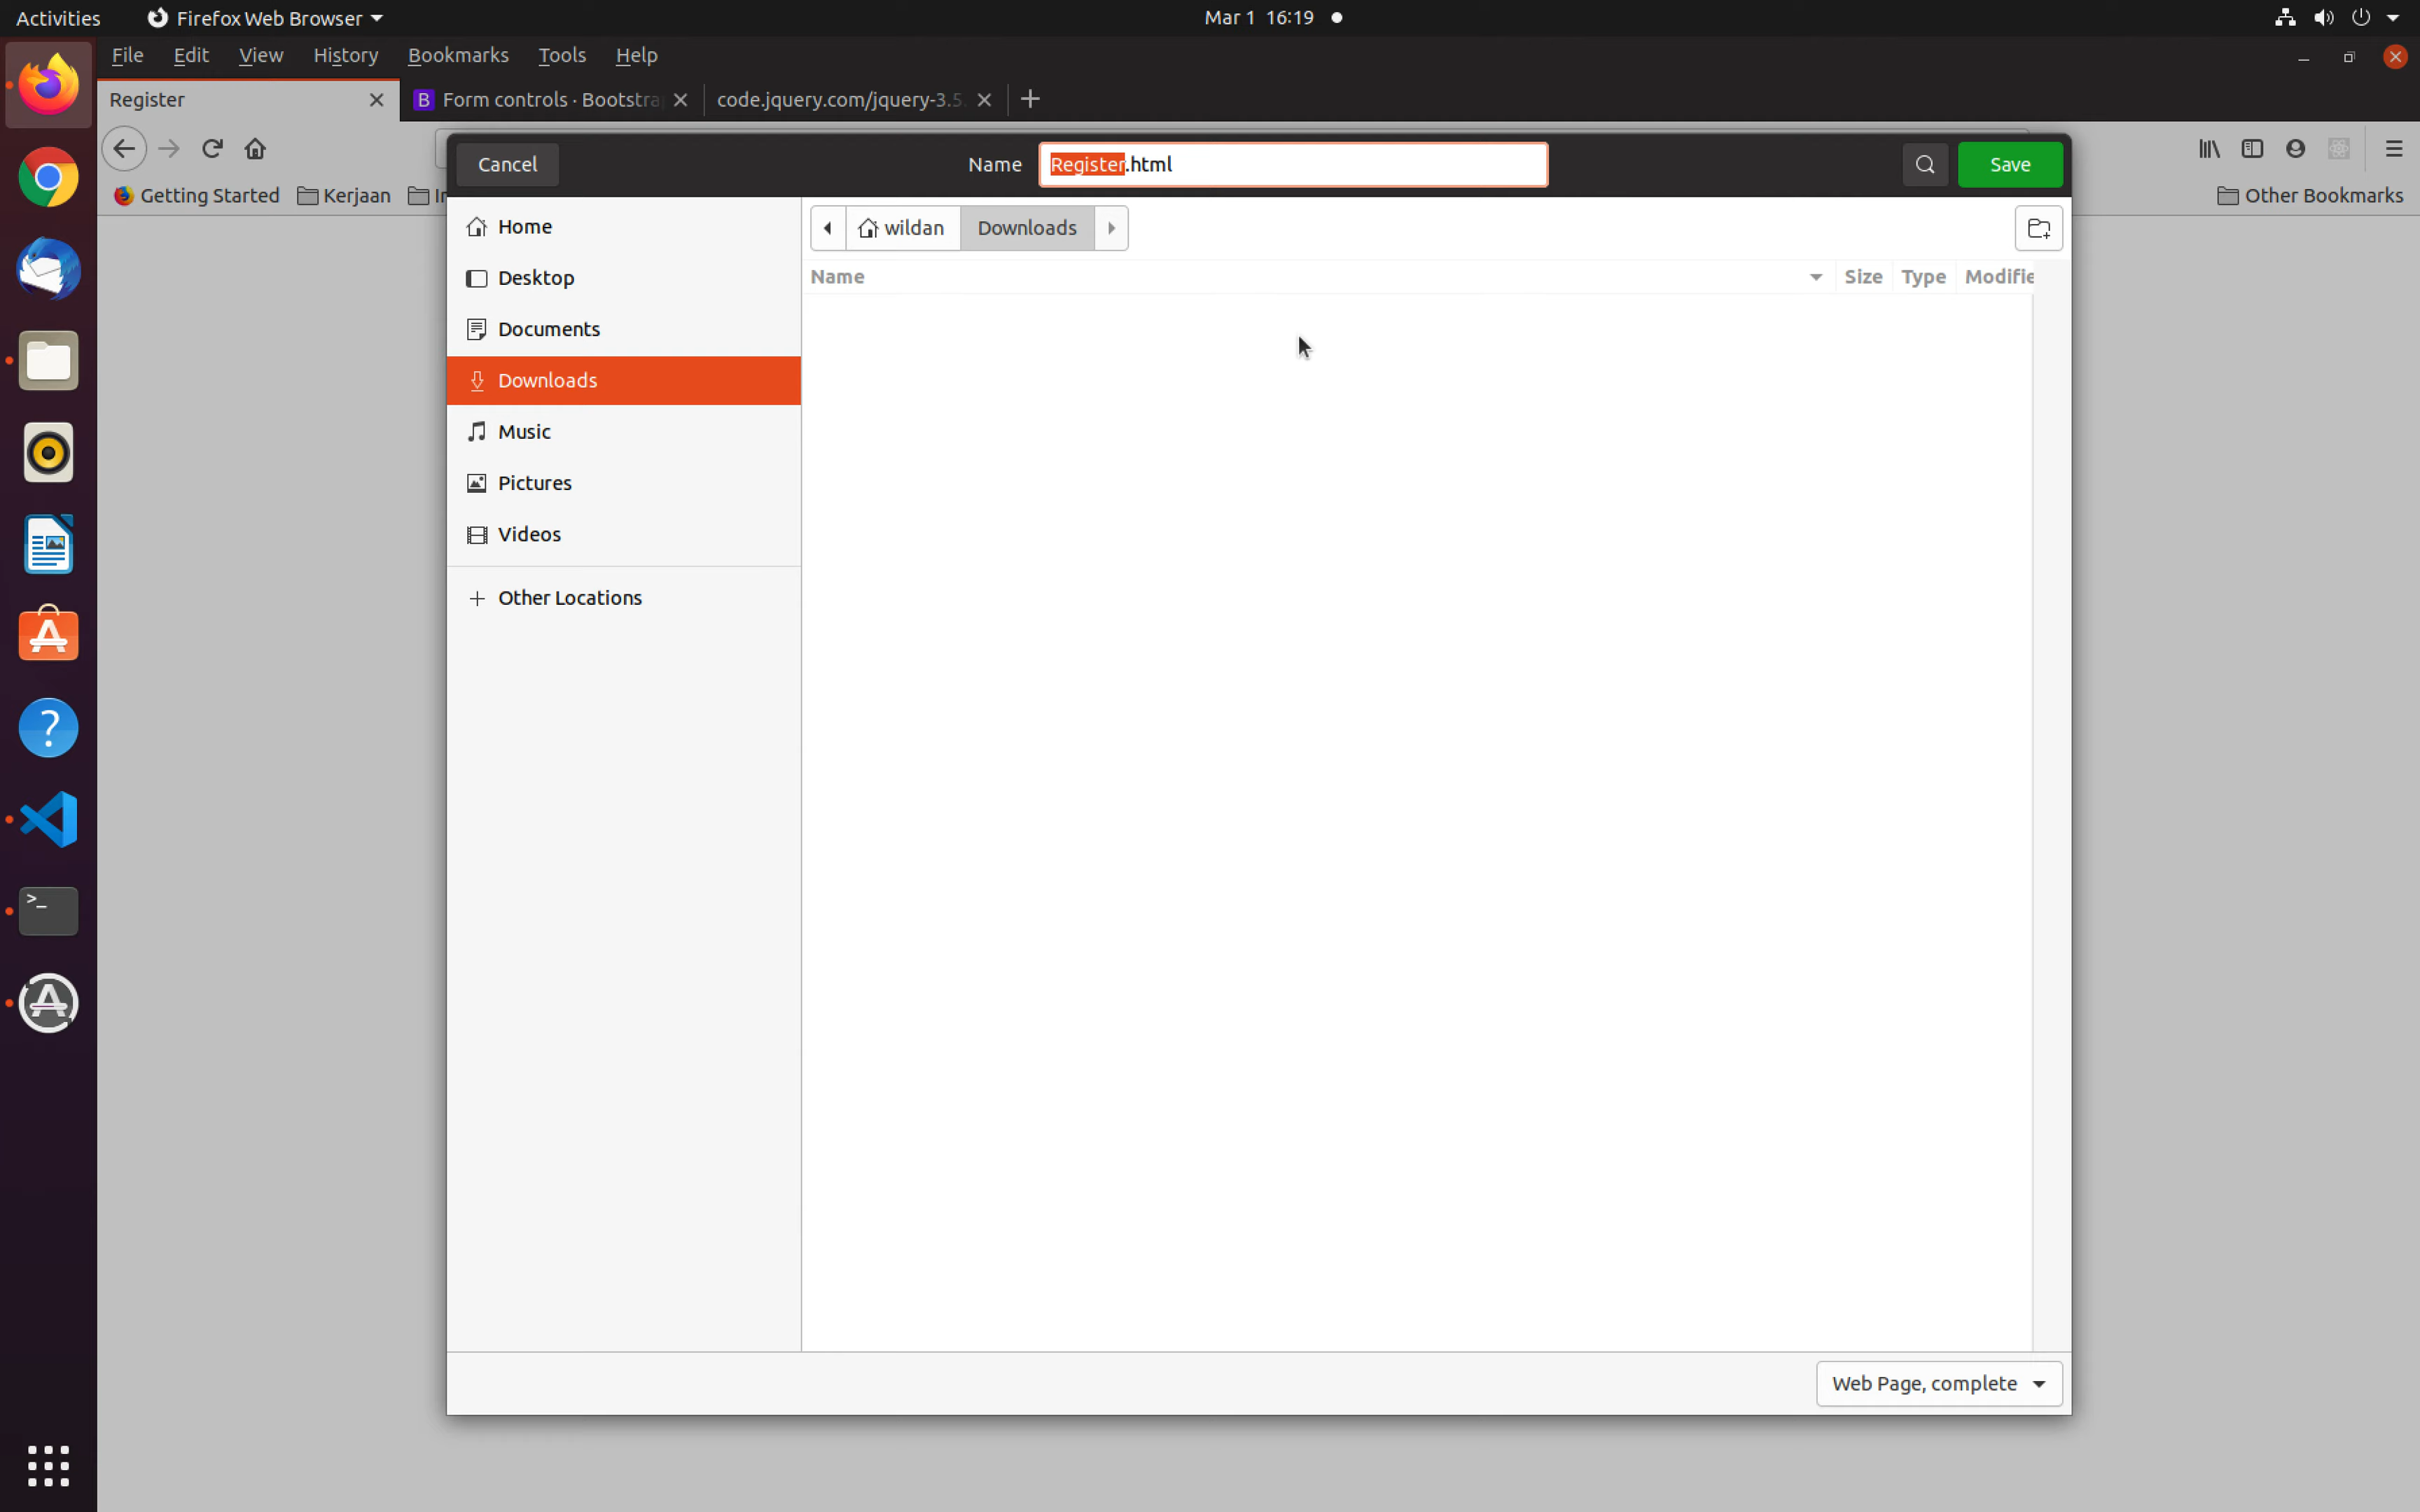 Activities Firefox Web Browser Mar 1 16:19
File Edit View History Bookmarks Tools Help
Register Form controls · Bootstra code.jquery.com/jquery-3.5.
Cancel Name Register.html Save
Getting Started Kerjaan Other Bookmarks
Home
Desktop
Documents
Downloads
Music
Pictures
Videos
Other Locations
wildan Downloads
Name Size Type Modifie
Web Page, complete